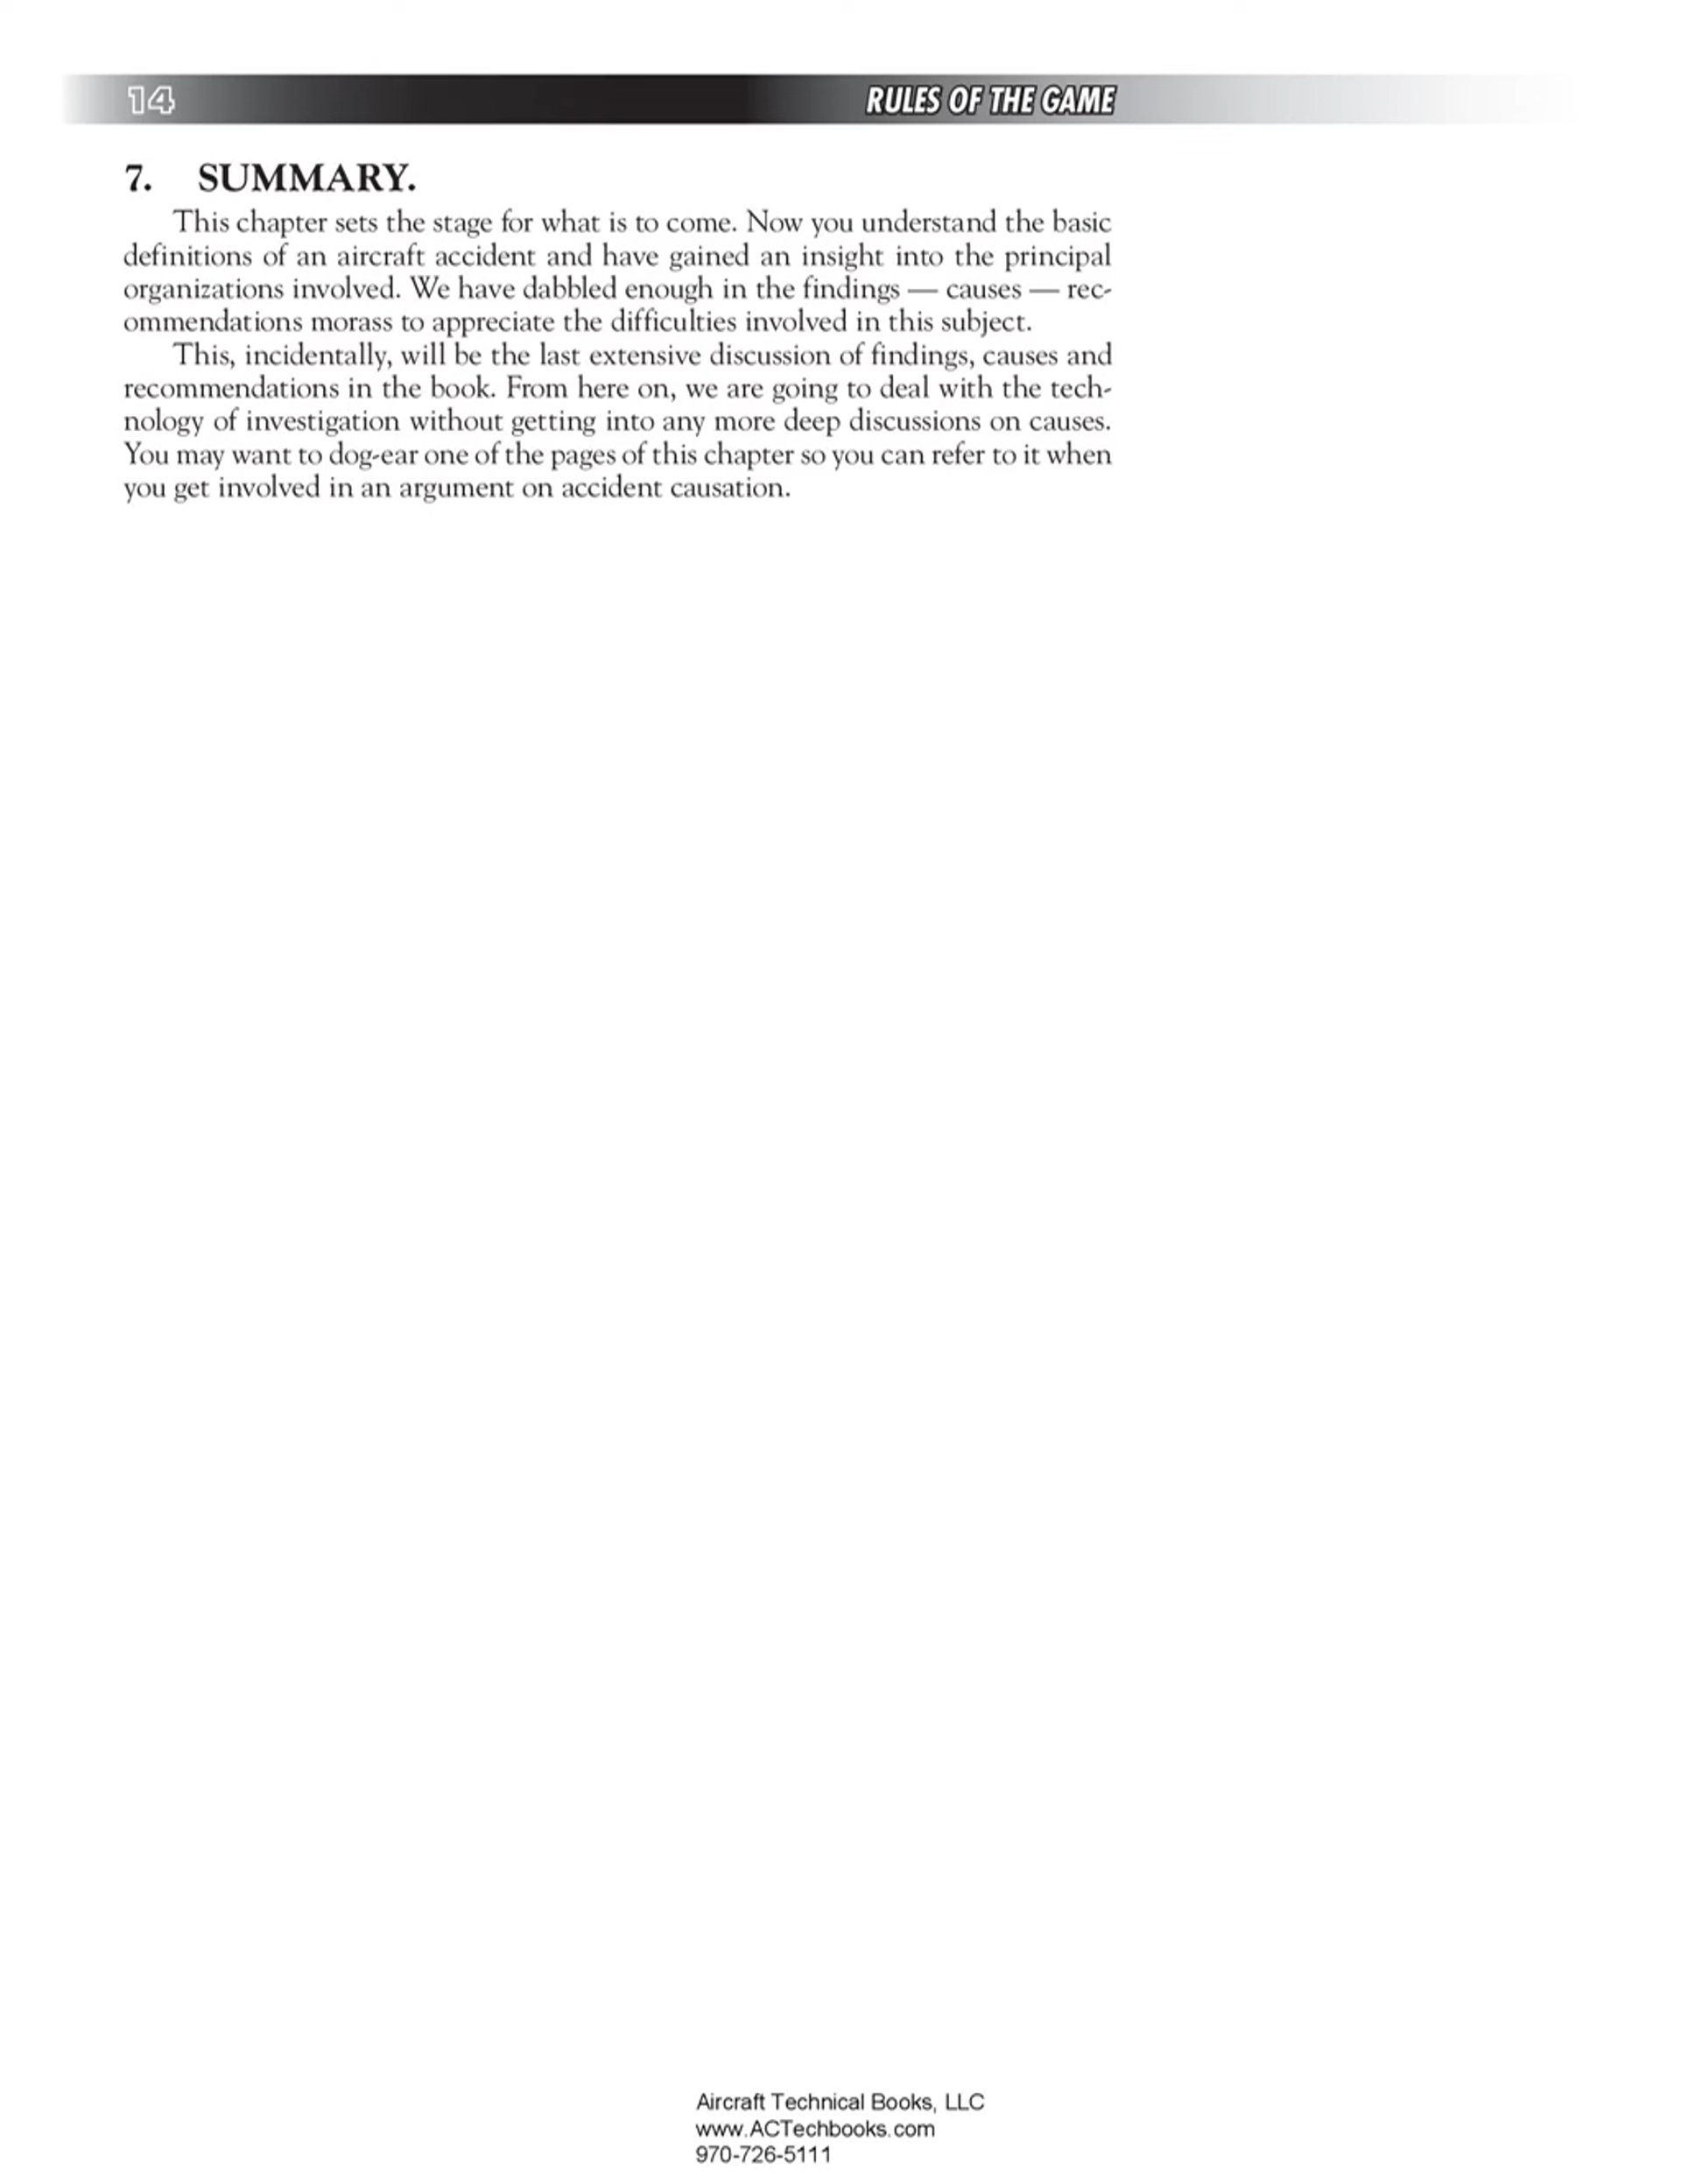 14
RULES OF THE GAME
7. SUMMARY.
This chapter sets the stage for what is to come. Now you understand the basic
definitions of an aircraft accident and have gained an insight into the principal
organizations involved. We have dabbled enough in the findings — causes — rec-
ommendations morass to appreciate the difficulties involved in this subject.
This, incidentally, will be the last extensive discussion of findings, causes and
recommendations in the book. From here on, we are going to deal with the tech-
nology of investigation without getting into any more deep discussions on causes.
You may want to dog-ear one of the pages of this chapter so you can refer to it when
you get involved in an argument on accident causation.
Aircraft Technical Books, LLC
www.ACTechbooks.com
970-726-5111